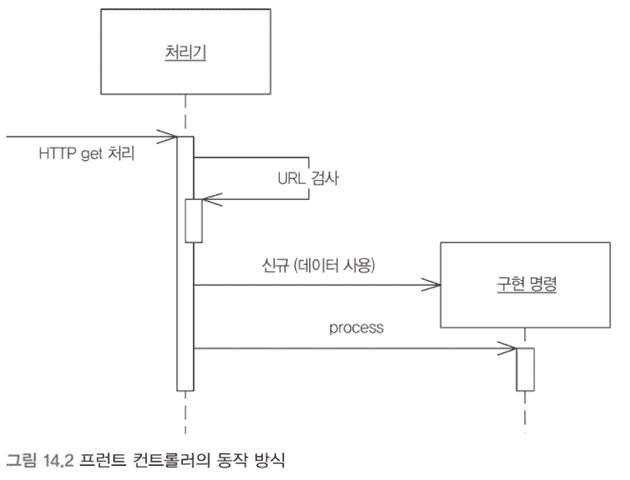 처리기
HTTP get 처리
URL 검사
신규 (데이터 사용)
구현 명령
process
그림 14.2 프런트 컨트롤러의 동작 방식